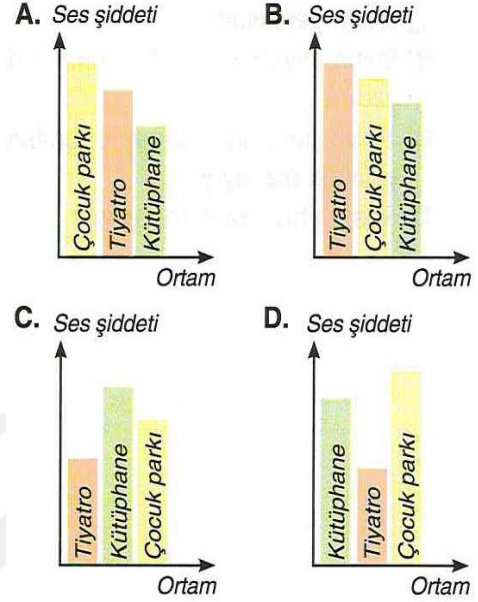 A. Ses şiddeti
Çocuk parkı
Tiyatro
Kütüphane
Ortam
B. Ses şiddeti
Tiyatro
Çocuk parkı
Kütüphane
Ortam
C. Ses şiddeti
Tiyatro
Kütüphane
Çocuk parkı
Ortam
D. Ses şiddeti
Kütüphane
Tiyatro
Çocuk parkı
Ortam